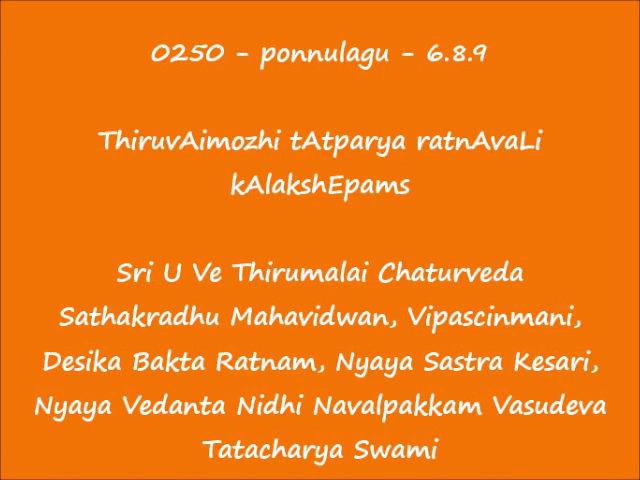 0250 - ponnulagu - 6.8.9
ThiruvAimozhi tAtparya ratnAvaLi
kAlakshEpams
Sri U Ve Thirumalai Chaturveda
Sathakradhu Mahavidwan, Vipascinmani,
Desika Bakta Ratnam, Nyaya Sastra Kesari,
Nyaya Vedanta Nidhi Navalpakkam Vasudeva
Tatacharya Swami